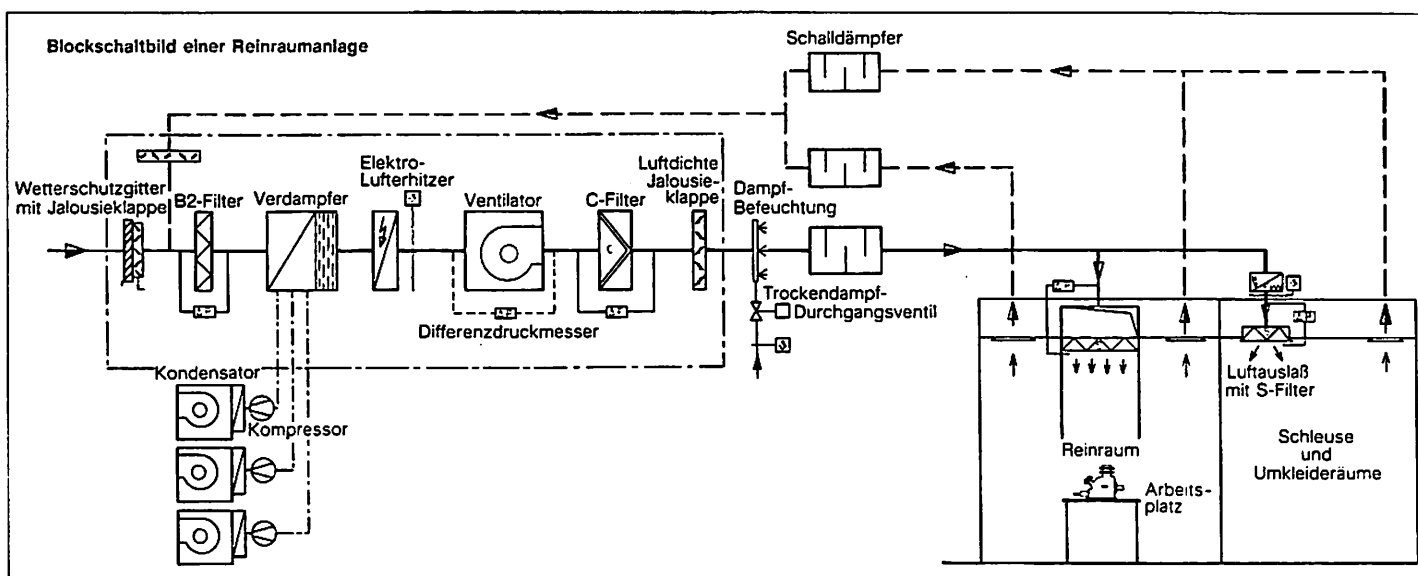 Blockschaltbild einer Reinraumanlage
Schalldämpfer
Wetterschutzgitter
mit Jalousieklappe
B2-Filter
Verdampfer
Elektro-
Lufterhitzer
Ventilator
C-Filter
Luftdichte
Jalousie-
klappe
Dampf-
Befeuchtung
C
Differenzdruckmesser
Trockendampf-
Durchgangsventil
Kondensator
Kompressor
Luftauslaß
mit S-Filter
Reinraum
Arbeits-
platz
Schleuse
und
Umkleideräume